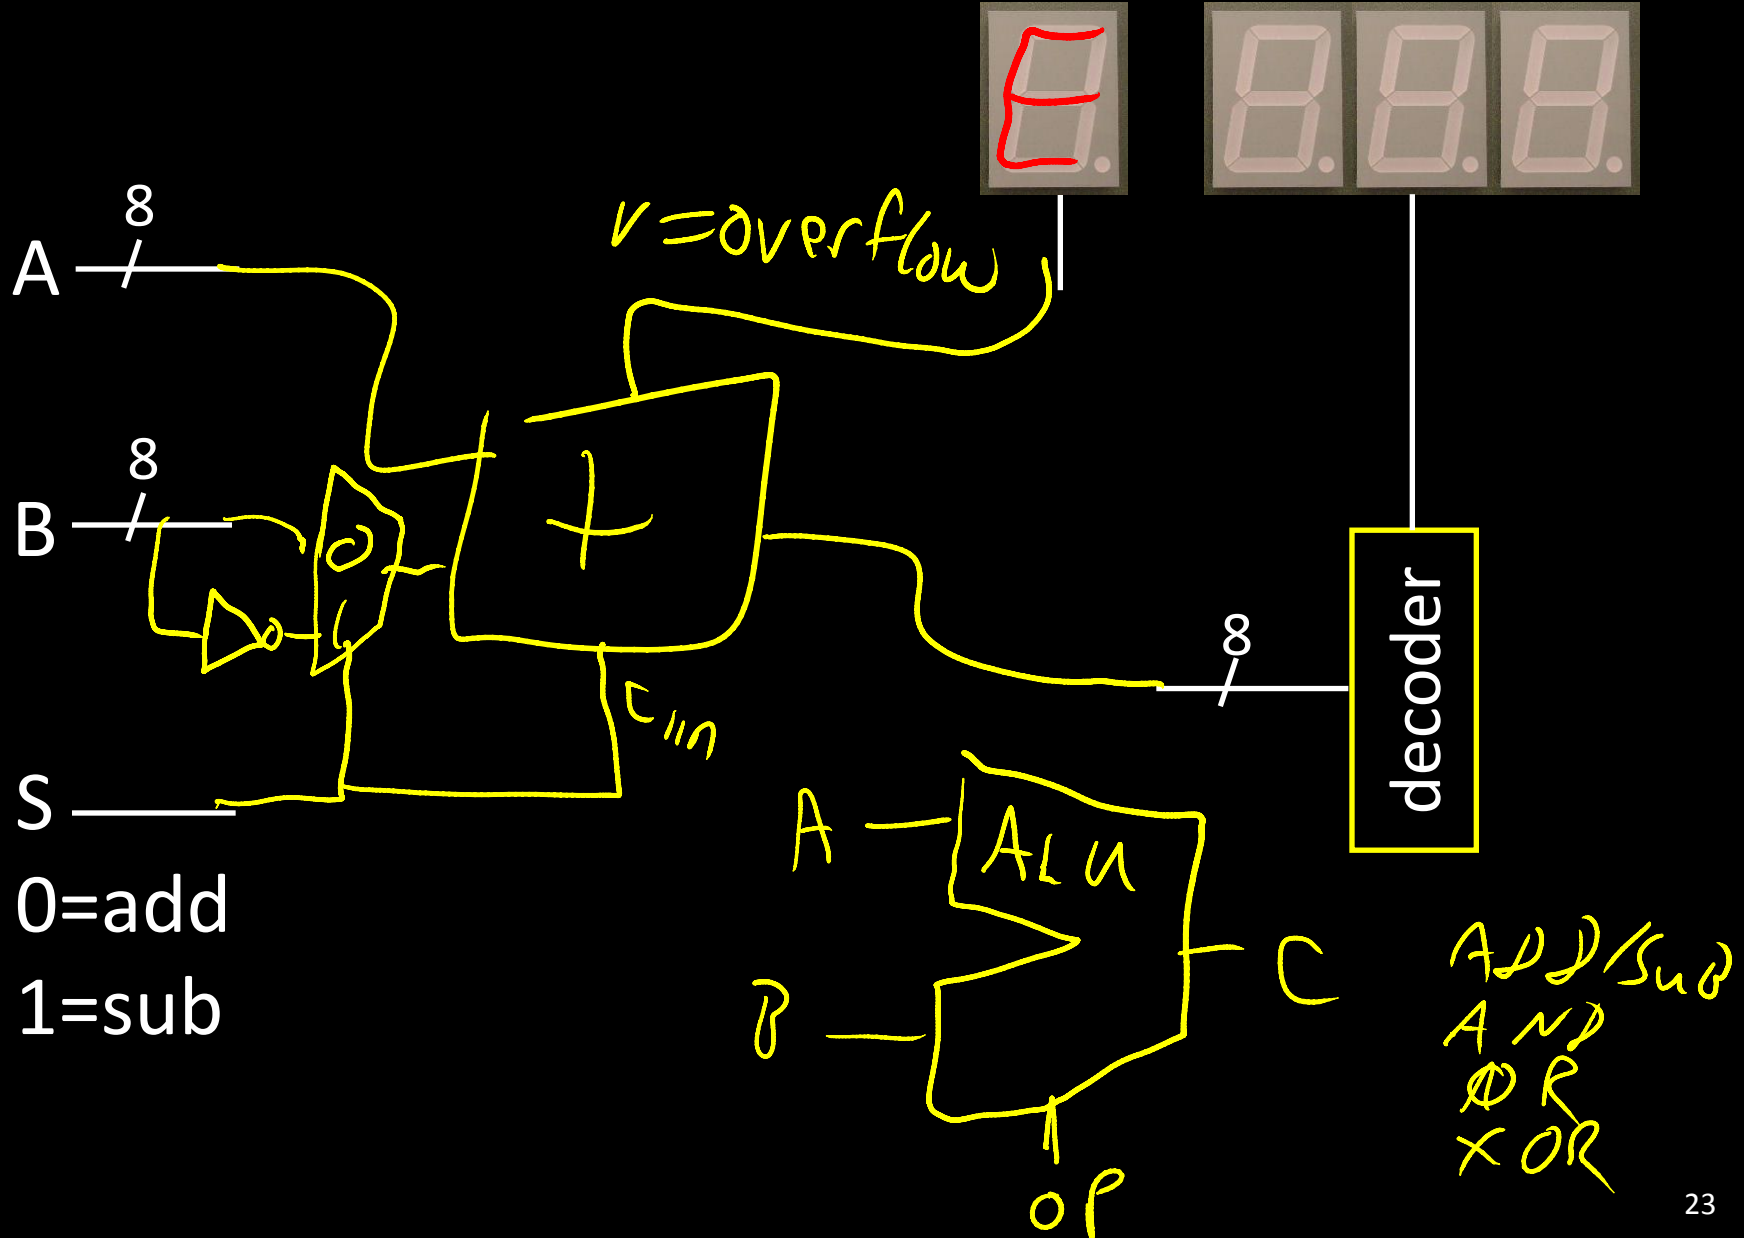 8
A
v=overflow
8
B
0
1
+
8
decoder
Cin
S
0=add
1=sub
A
ALU
B
C
OP
ADD/SUB
AND
OR
XOR
E
23